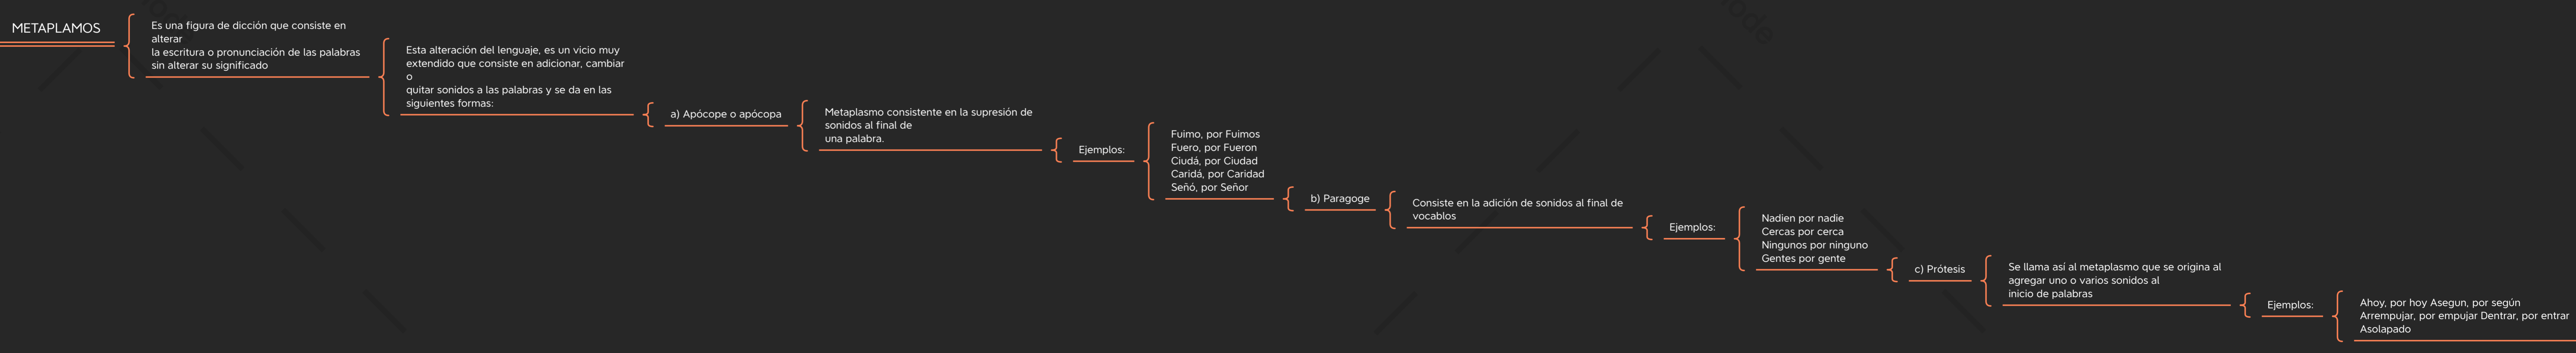 METAPLAMOS
Es una figura de dicción que consiste en
alterar
la escritura o pronunciación de las palabras
sin alterar su significado
Esta alteración del lenguaje, es un vicio muy
extendido que consiste en adicionar, cambiar
o
quitar sonidos a las palabras y se da en las
siguientes formas:
a) Apócope o apócopa
Metaplasmo consistente en la supresión de
sonidos al final de
una palabra.
Ejemplos:
Fuimo, por Fuimos
Fuero, por Fueron
Ciudá, por Ciudad
Caridá, por Caridad
Señó, por Señor
b) Paragoge
Consiste en la adición de sonidos al final de
vocablos
Ejemplos:
Nadien por nadie
Cercas por cerca
Ningunos por ninguno
Gentes por gente
c) Prótesis
Se llama así al metaplasmo que se origina al
agregar uno o varios sonidos al
inicio de palabras
Ejemplos:
Ahoy, por hoy Asegun, por según
Arrempujar, por empujar Dentrar, por entrar
Asolapado